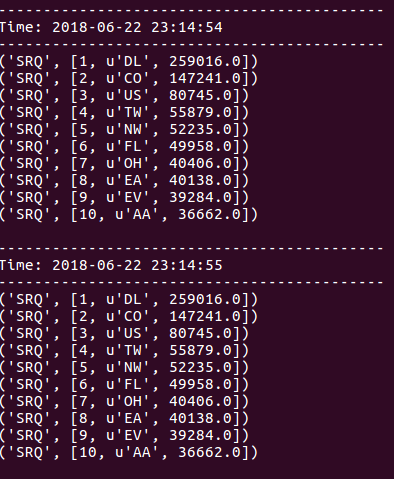 -------------------------------------------
Time: 2018-06-22 23:14:54
-------------------------------------------
('SRQ', [1, u'DL', 259016.0])
('SRQ', [2, u'CO', 147241.0])
('SRQ', [3, u'US', 80745.0])
('SRQ', [4, u'TW', 55879.0])
('SRQ', [5, u'NW', 52235.0])
('SRQ', [6, u'FL', 49958.0])
('SRQ', [7, u'OH', 40406.0])
('SRQ', [8, u'EA', 40138.0])
('SRQ', [9, u'EV', 39284.0])
('SRQ', [10, u'AA', 36662.0])

-------------------------------------------
Time: 2018-06-22 23:14:55
-------------------------------------------
('SRQ', [1, u'DL', 259016.0])
('SRQ', [2, u'CO', 147241.0])
('SRQ', [3, u'US', 80745.0])
('SRQ', [4, u'TW', 55879.0])
('SRQ', [5, u'NW', 52235.0])
('SRQ', [6, u'FL', 49958.0])
('SRQ', [7, u'OH', 40406.0])
('SRQ', [8, u'EA', 40138.0])
('SRQ', [9, u'EV', 39284.0])
('SRQ', [10, u'AA', 36662.0])